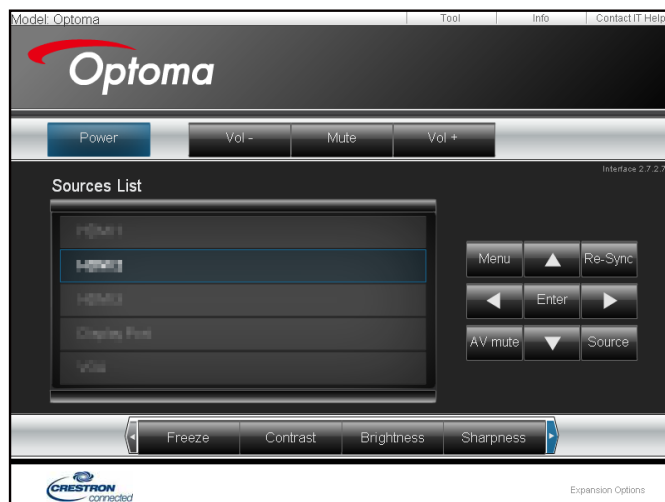 Model: Optoma
Tool
Info
Contact IT Help
Optoma
Power
Vol -
Mute
Vol +
Interface 2.7.2.7
Sources List
Menu
Re-Sync
Enter
AV mute
Source
Freeze
Contrast
Brightness
Sharpness
CRESTRON
connected
Expansion Options